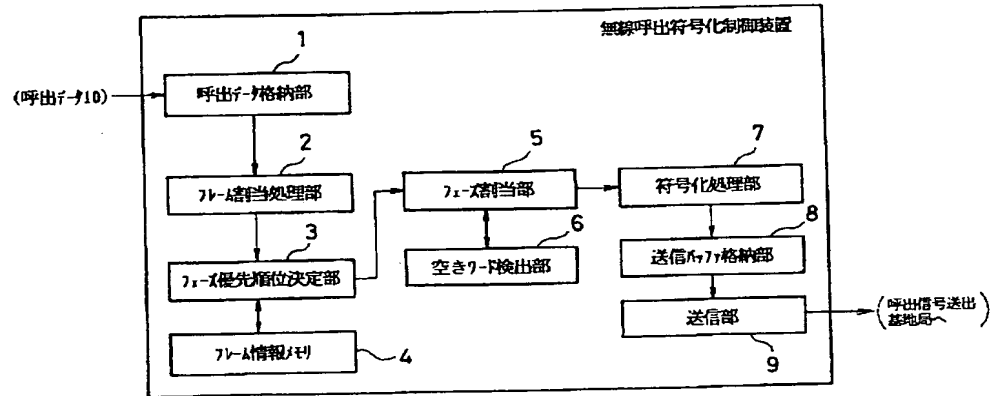 無線呼出符号化制御装置
1
(呼出データ10)
呼出データ格納部
2
フレーム割当処理部
3
フェーズ優先順位決定部
フレーム情報メモリ
4
5
フェーズ割当部
6
空きワード検出部
7
符号化処理部
8
送信バッファ格納部
送信部
9
(呼出信号送出
基地局へ)